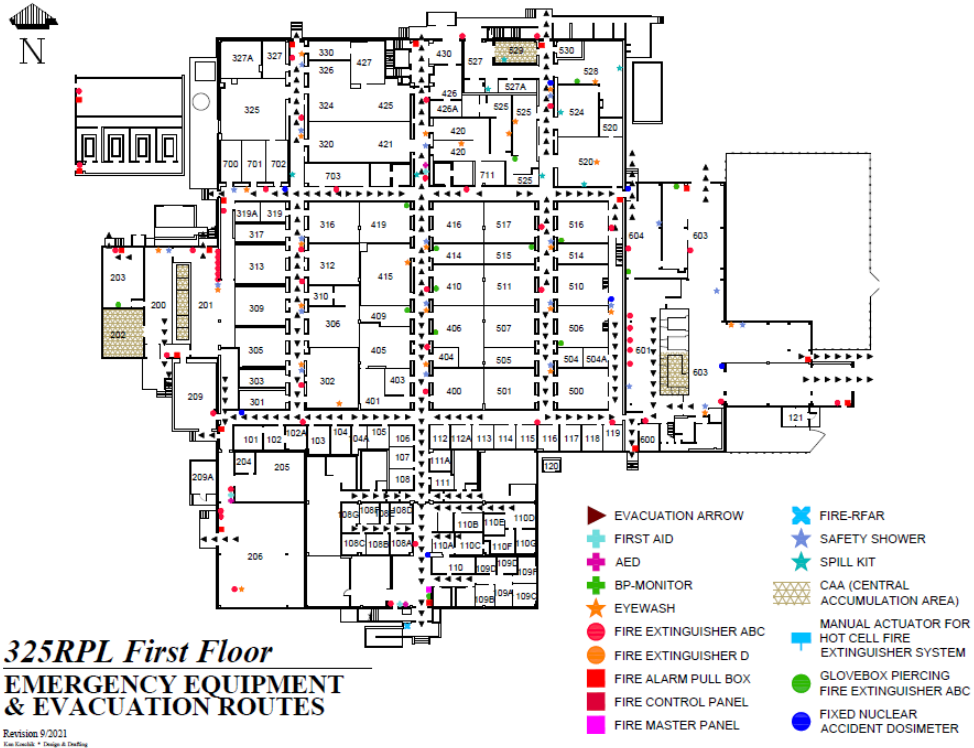 N
327A 327 330 427 430 527 529 530 528
326 426 527A
325 324 425 426A 525 525 524 520
320 421 420 420 520
700 701 702 703 711 525
319A 319 316 419 416 517 516 604 603
317
203 200 201 313 312 415 414 515 514
310 410 511 510
309 306 409 406 507 506
202 305 405 404 505 504 504A 601 603
303 302 403
209 301 401 400 501 500
121
101 102 102A 103 104 04A 105 106 112 112A 113 114 115 116 117 118 119 600
204 205 107 111A 120
209A 108 111
108G 108F 108E 108D 110B 110E 110D
206 108C 108B 108A 110A 110C 110F 110G
110 109D 109D 109F
109B 109A 109C
EVACUATION ARROW
FIRST AID
AED
BP-MONITOR
EYEWASH
FIRE EXTINGUISHER ABC
FIRE EXTINGUISHER D
FIRE ALARM PULL BOX
FIRE CONTROL PANEL
FIRE MASTER PANEL
FIRE-RFAR
SAFETY SHOWER
SPILL KIT
CAA (CENTRAL
ACCUMULATION AREA)
MANUAL ACTUATOR FOR
HOT CELL FIRE
EXTINGUISHER SYSTEM
GLOVEBOX PIERCING
FIRE EXTINGUISHER ABC
FIXED NUCLEAR
ACCIDENT DOSIMETER
325RPL First Floor
EMERGENCY EQUIPMENT
& EVACUATION ROUTES
Revision 9/2021
Design & Drafting